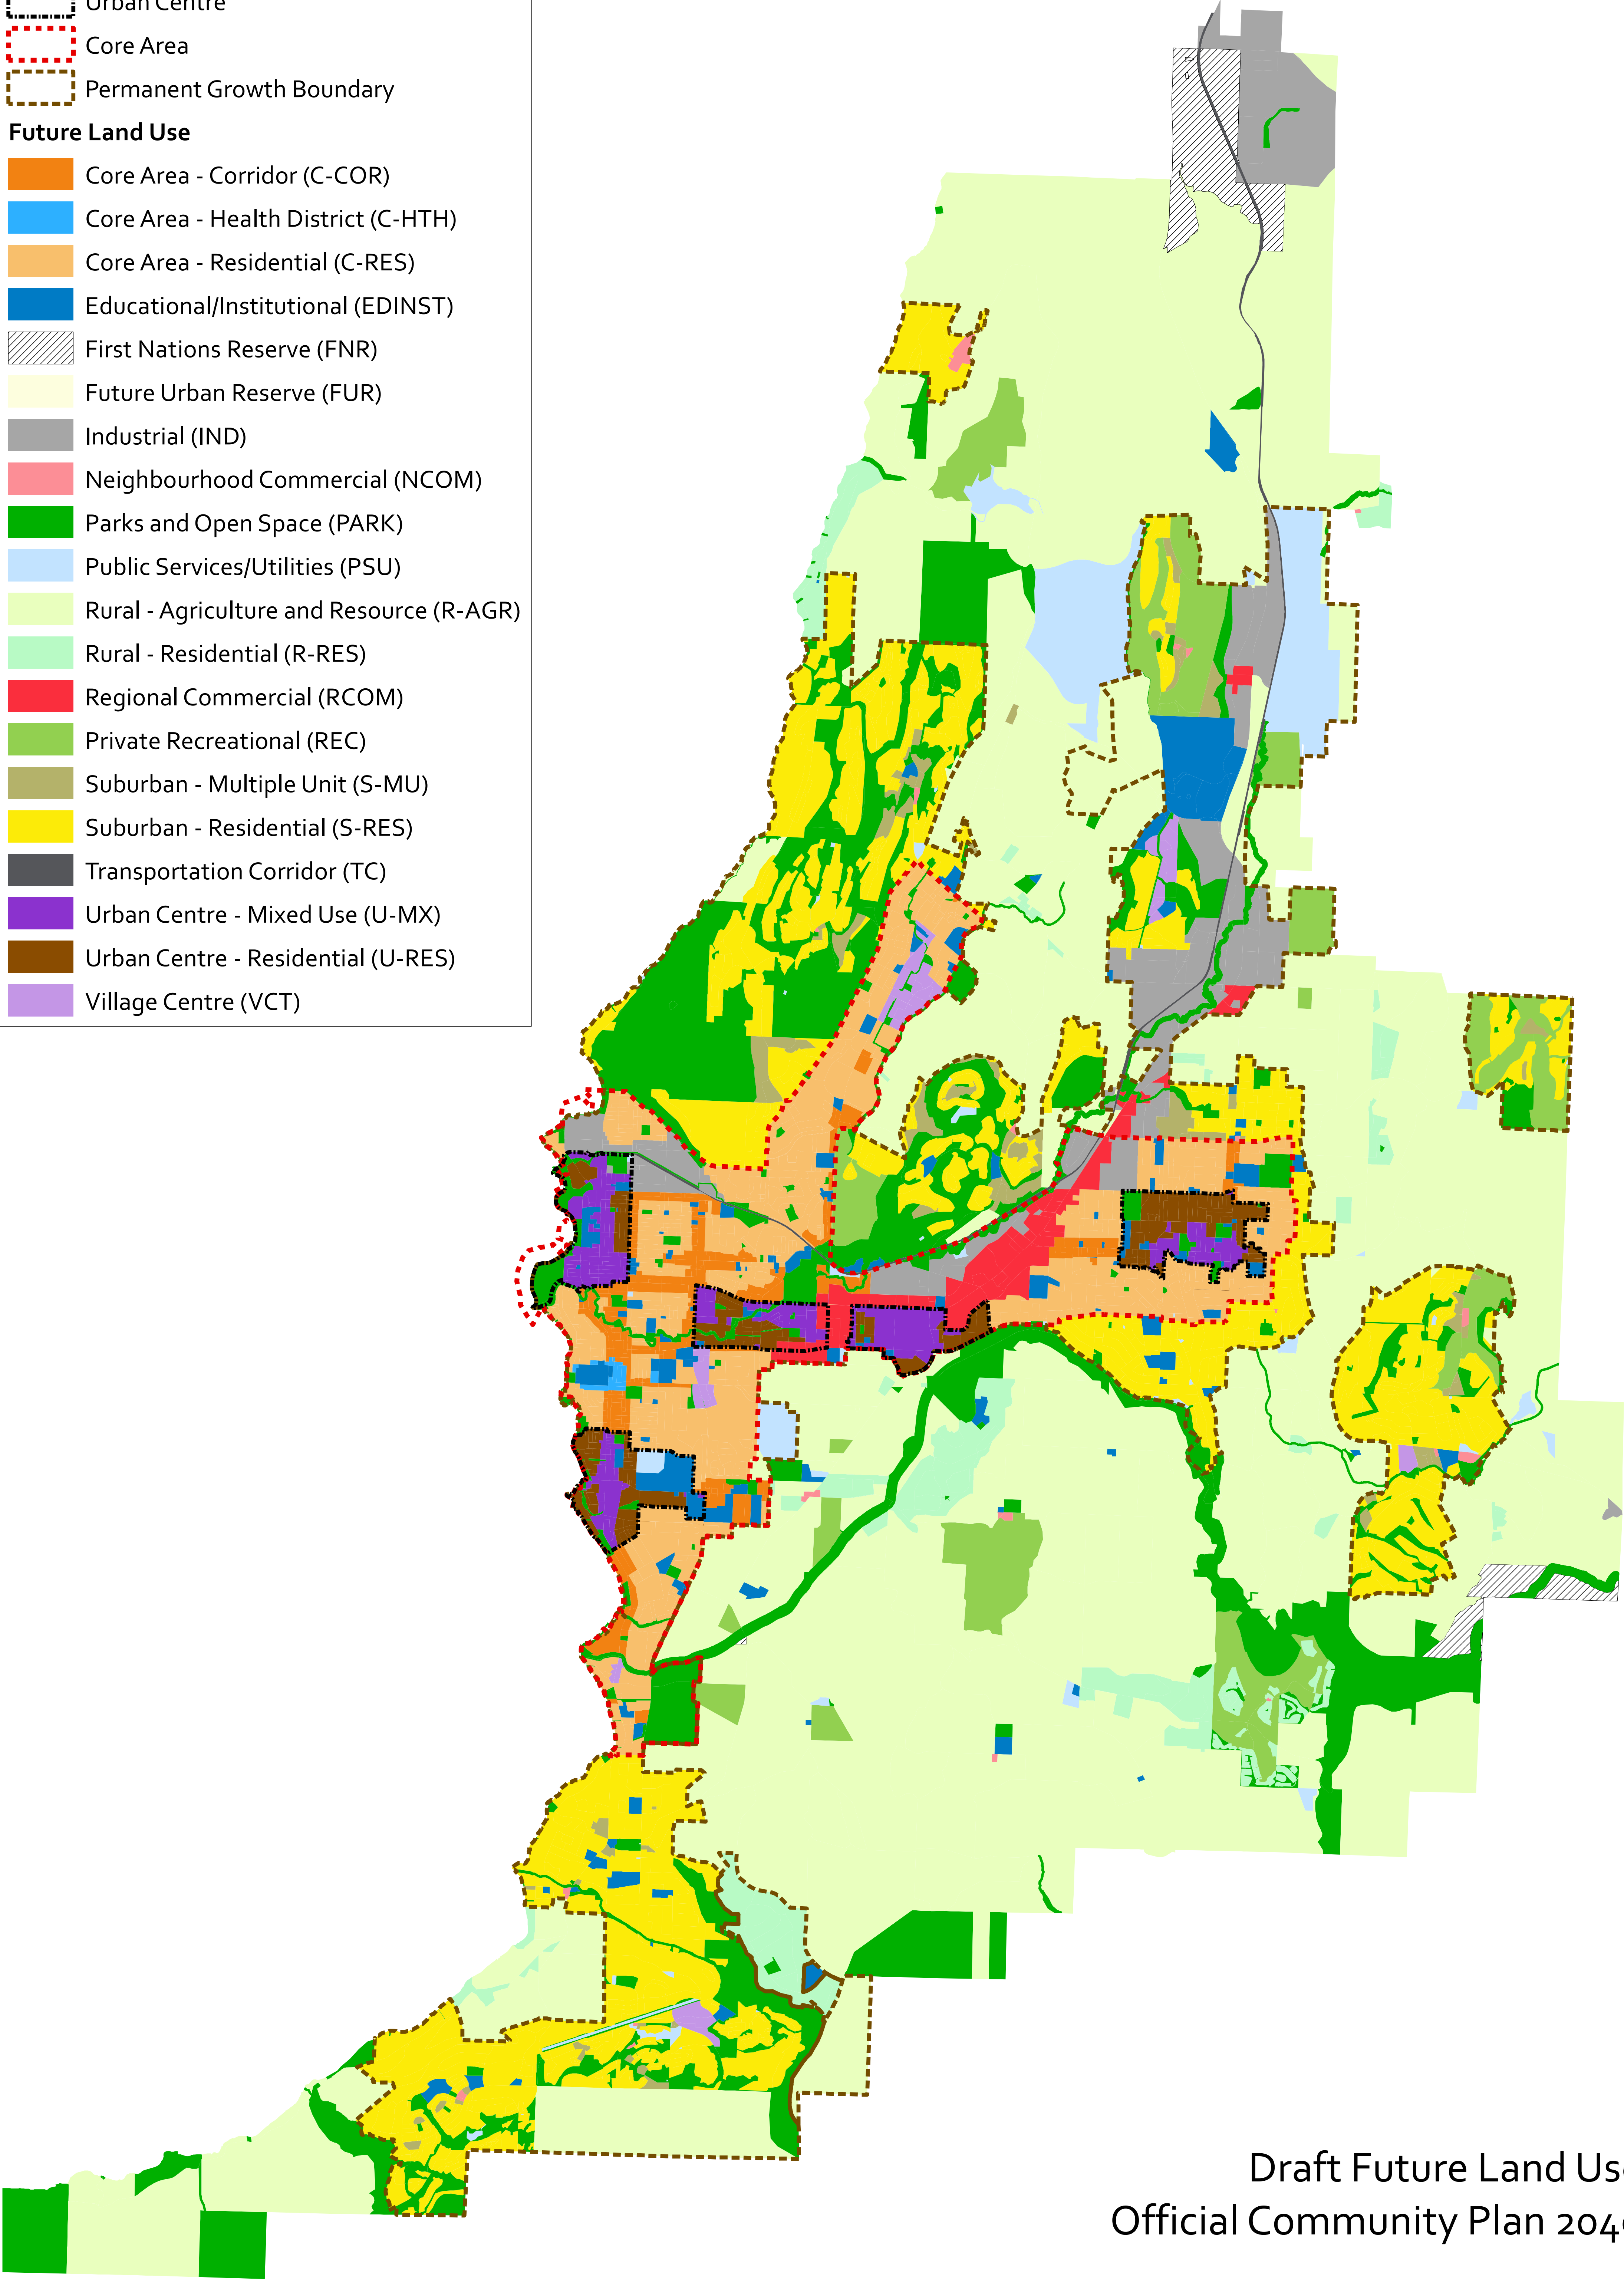 Urban Centre
Core Area
Permanent Growth Boundary
Future Land Use
Core Area - Corridor (C-COR)
Core Area - Health District (C-HTH)
Core Area - Residential (C-RES)
Educational/Institutional (EDINST)
First Nations Reserve (FNR)
Future Urban Reserve (FUR)
Industrial (IND)
Neighbourhood Commercial (NCOM)
Parks and Open Space (PARK)
Public Services/Utilities (PSU)
Rural - Agriculture and Resource (R-AGR)
Rural - Residential (R-RES)
Regional Commercial (RCOM)
Private Recreational (REC)
Suburban - Multiple Unit (S-MU)
Suburban - Residential (S-RES)
Transportation Corridor (TC)
Urban Centre - Mixed Use (U-MX)
Urban Centre - Residential (U-RES)
Village Centre (VCT)
Draft Future Land Us
Official Community Plan 204